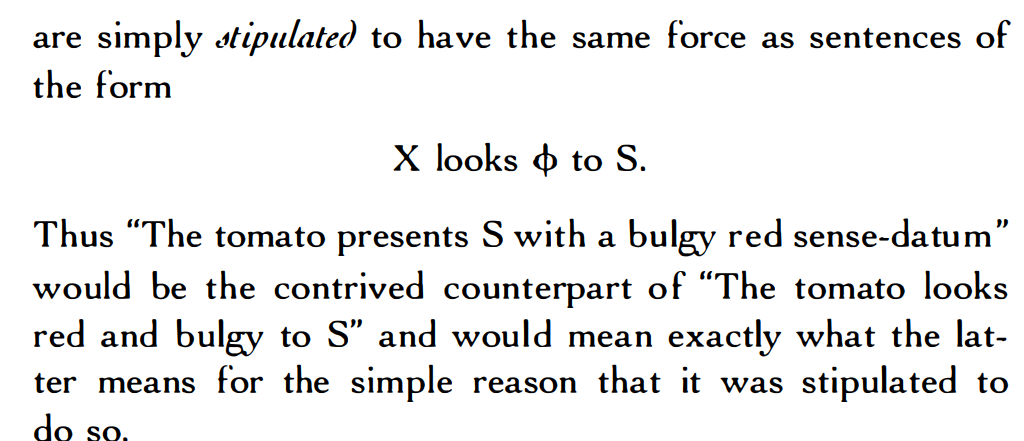 are simply stipulated to have the same force as sentences of
the form
X looks ϕ to S.
Thus “The tomato presents S with a bulgy red sense-datum”
would be the contrived counterpart of “The tomato looks
red and bulgy to S” and would mean exactly what the lat-
ter means for the simple reason that it was stipulated to
do so.